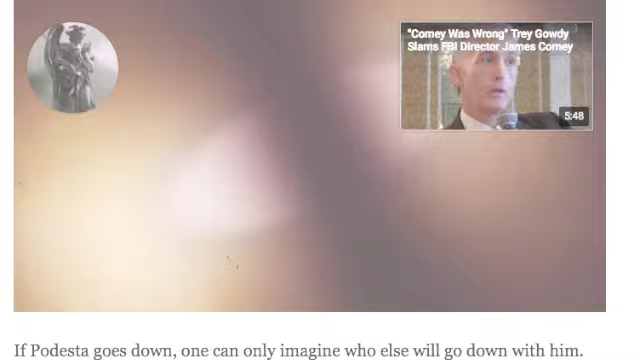 "Comey Was Wrong" Trey Gowdy
Slams FBI Director James Comey
5:48
If Podesta goes down, one can only imagine who else will go down with him.